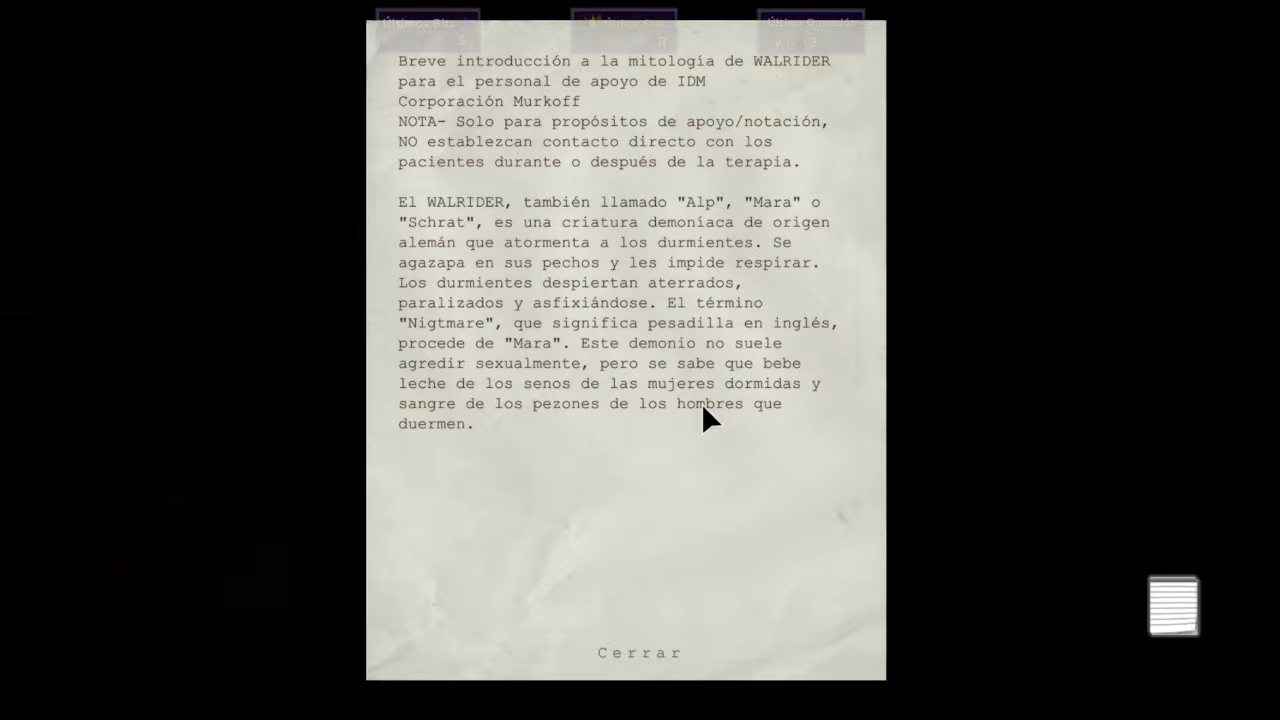 Breve introducción a la mitología de WALRIDER
para el personal de apoyo de IDM
Corporación Murkoff
NOTA- Solo para propósitos de apoyo/notación,
NO establezcan contacto directo con los
pacientes durante o después de la terapia.
El WALRIDER, también llamado "Alp", "Mara" o
"Schrat", es una criatura demoníaca de origen
alemán que atormenta a los durmientes. Se
agazapa en sus pechos y les impide respirar.
Los durmientes despiertan aterrados,
paralizados y asfixiándose. El término
"Nigtmare", que significa pesadilla en inglés,
procede de "Mara". Este demonio no suele
agredir sexualmente, pero se sabe que bebe
leche de los senos de las mujeres dormidas y
sangre de los pezones de los hombres que
duermen.
Cerrar